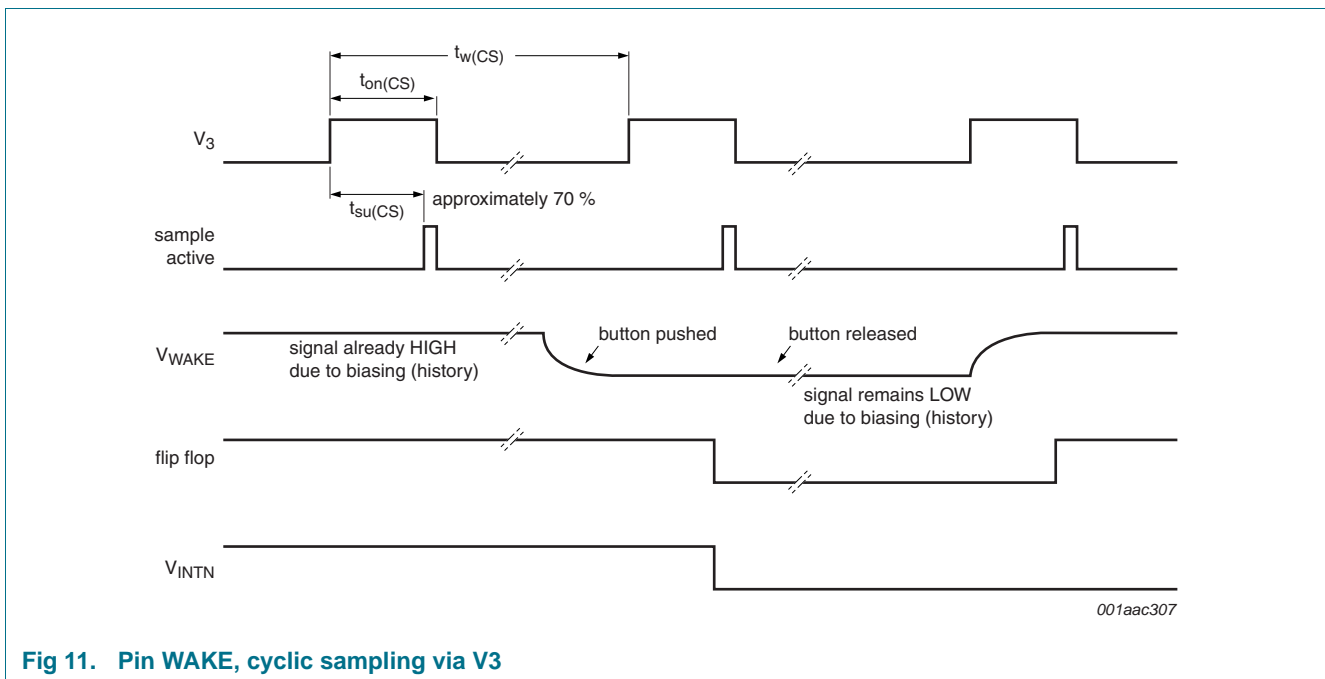 tw(CS)
ton(CS)
V3
tsu(CS)
approximately 70 %
sample
active
button pushed
button released
VWAKE
signal already HIGH
due to biasing (history)
signal remains LOW
due to biasing (history)
flip flop
VINTN
001aac307
Fig 11. Pin WAKE, cyclic sampling via V3